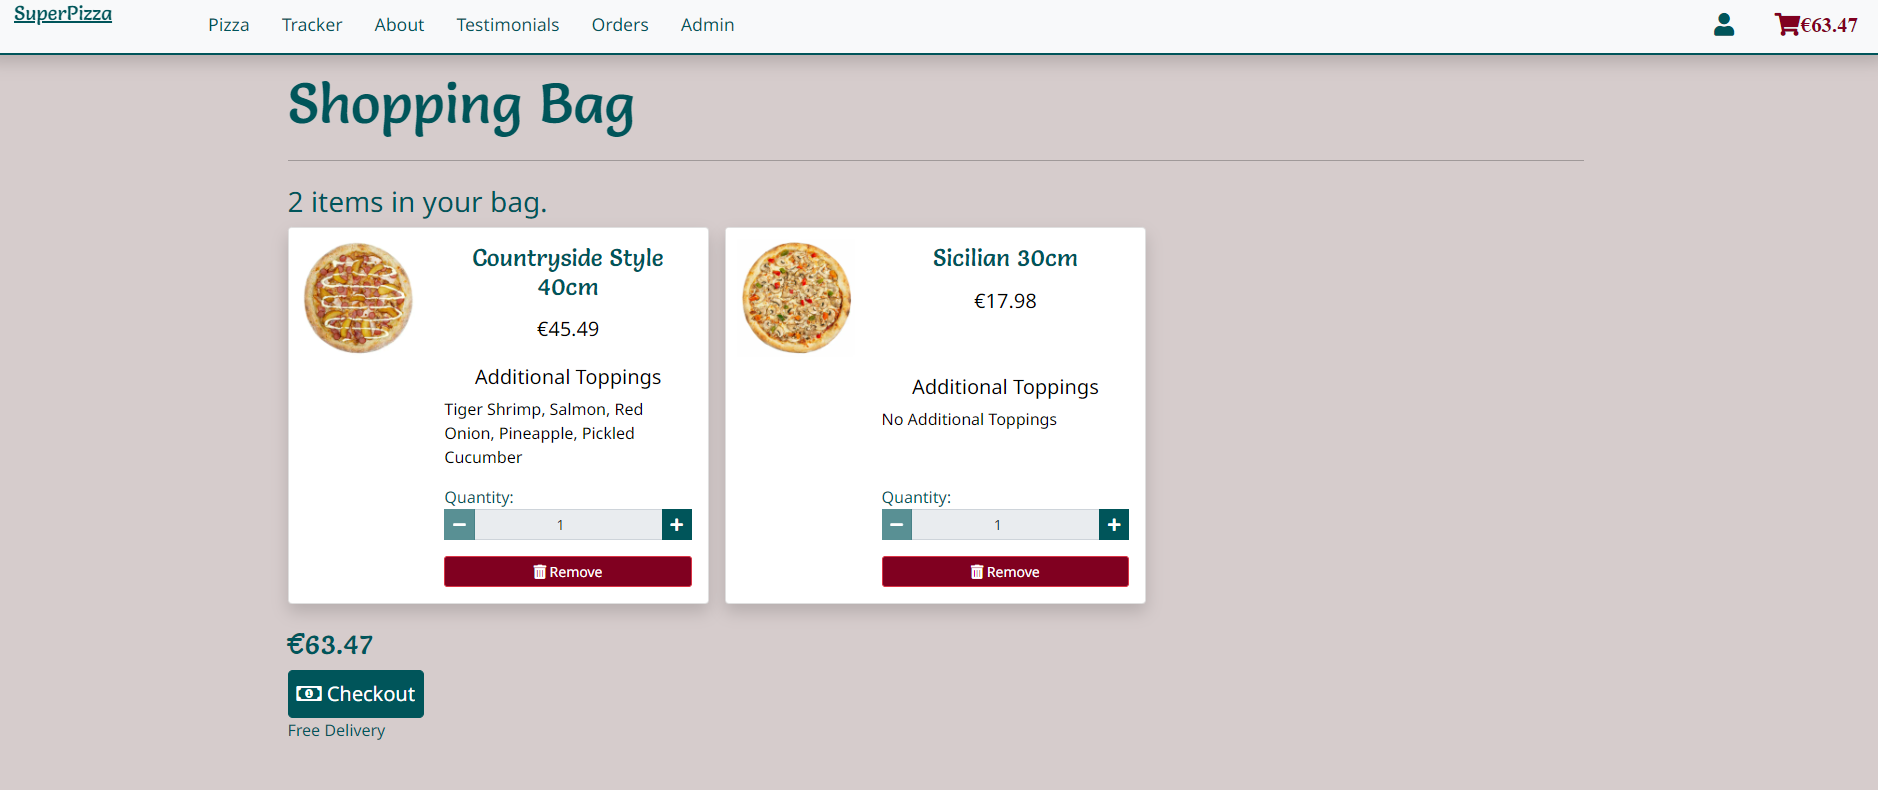 SuperPizza
Pizza Tracker About Testimonials Orders Admin
€63.47
Shopping Bag
2 items in your bag.
Countryside Style
40cm
€45.49
Additional Toppings
Tiger Shrimp, Salmon, Red
Onion, Pineapple, Pickled
Cucumber
Quantity:
1
Remove
Sicilian 30cm
€17.98
Additional Toppings
No Additional Toppings
Quantity:
1
Remove
€63.47
Checkout
Free Delivery